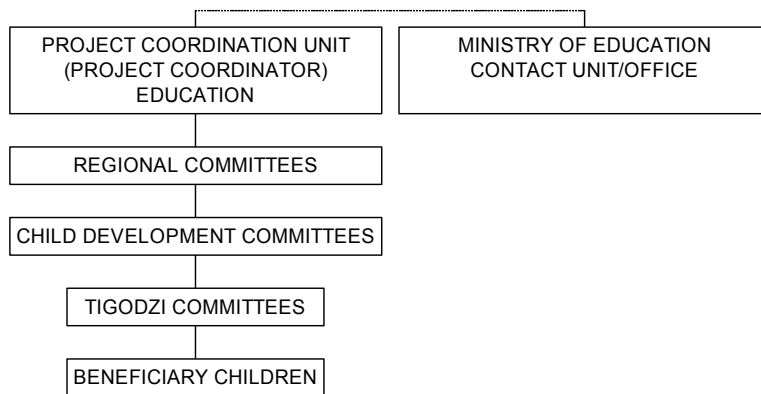 PROJECT COORDINATION UNIT
(PROJECT COORDINATOR)
EDUCATION
MINISTRY OF EDUCATION
CONTACT UNIT/OFFICE
REGIONAL COMMITTEES
CHILD DEVELOPMENT COMMITTEES
TIGODZI COMMITTEES
BENEFICIARY CHILDREN